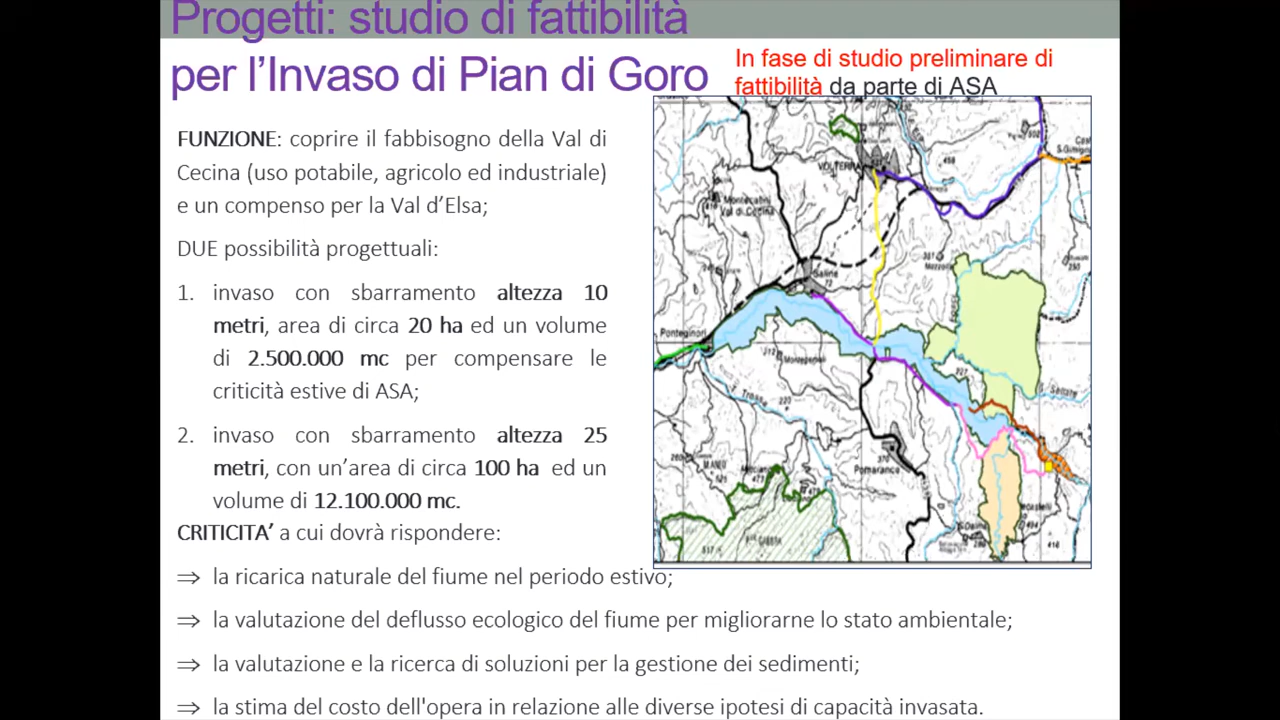 Progetti: studio di fattibilità
per l’Invaso di Pian di Goro
In fase di studio preliminare di
fattibilità da parte di ASA
FUNZIONE: coprire il fabbisogno della Val di
Cecina (uso potabile, agricolo ed industriale)
e un compenso per la Val d’Elsa;
DUE possibilità progettuali:
1. invaso con sbarramento altezza 10
metri, area di circa 20 ha ed un volume
di 2.500.000 mc per compensare le
criticità estive di ASA;
2. invaso con sbarramento altezza 25
metri, con un’area di circa 100 ha ed un
volume di 12.100.000 mc.
CRITICITA’ a cui dovrà rispondere:
⇒ la ricarica naturale del fiume nel periodo estivo;
⇒ la valutazione del deflusso ecologico del fiume per migliorarne lo stato ambientale;
⇒ la valutazione e la ricerca di soluzioni per la gestione dei sedimenti;
⇒ la stima del costo dell'opera in relazione alle diverse ipotesi di capacità invasata.
VOLTERRA
Montecatini
Val di Cecina
Saline
72
Ponteginori
Pomarance
370